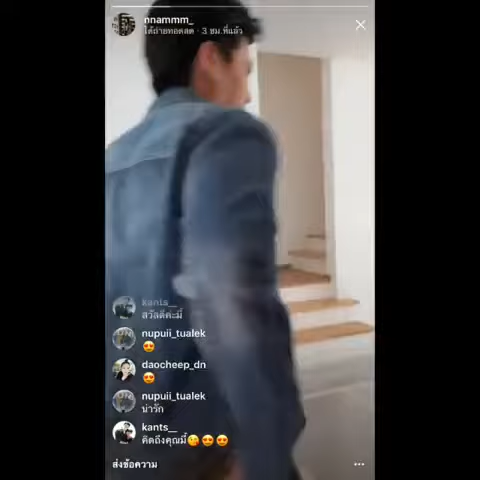 nnammm_
ได้ถ่ายทอดสด · 3 ชม.ที่แล้ว
kants__
สวัสดีค่ะมี้
nupuii_tualek
😍
daocheep_dn
😍
nupuii_tualek
น่ารัก
kants__
คิดถึงคุณมี้😘😍😍
ส่งข้อความ